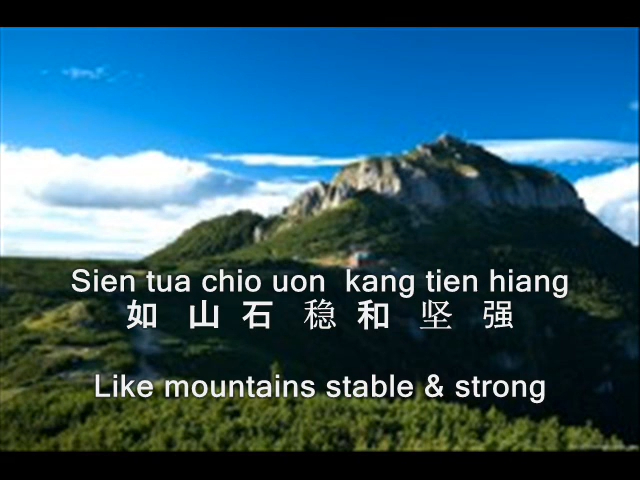 Sien tua chio uon kang tien hiang
如 山 石 稳 和 坚 强
Like mountains stable & strong